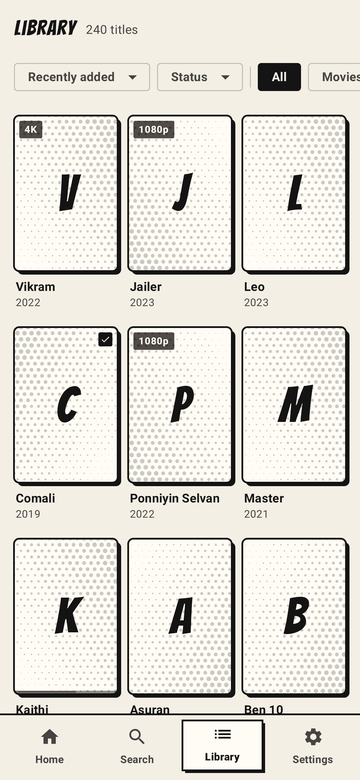 LIBRARY 240 titles
Recently added Status All Movies
4K 1080p
V J L
Vikram Jailer Leo
2022 2023 2023
1080p
C P M
Comali Ponniyin Selvan Master
2019 2022 2021
K A B
Kaithi Asuran Ben 10
Home Search Library Settings